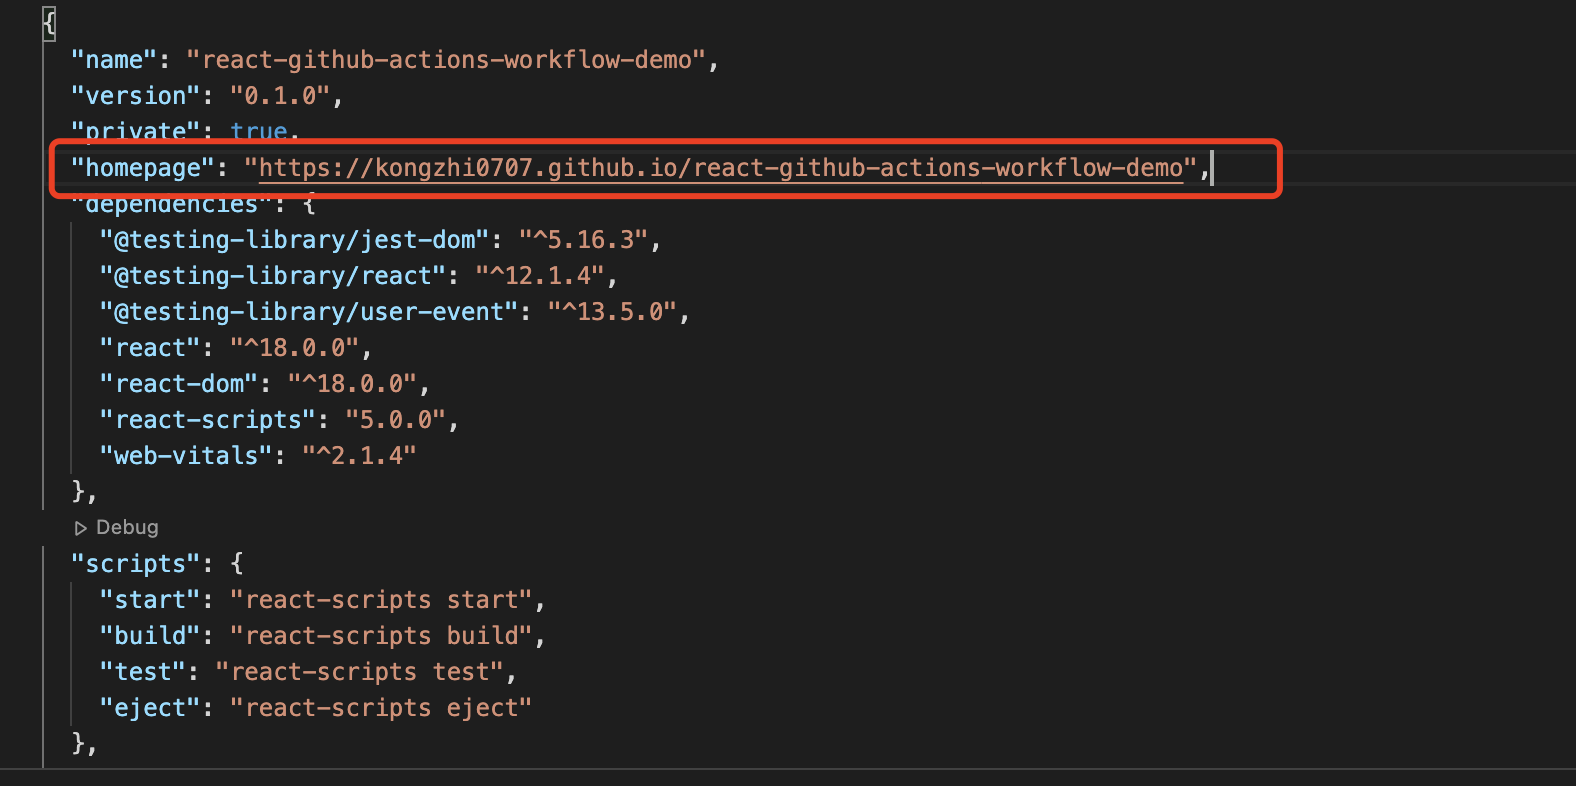 {
"name": "react-github-actions-workflow-demo",
"version": "0.1.0",
"private": true,
"homepage": "https://kongzhi0707.github.io/react-github-actions-workflow-demo",
"dependencies": {
"@testing-library/jest-dom": "^5.16.3",
"@testing-library/react": "^12.1.4",
"@testing-library/user-event": "^13.5.0",
"react": "^18.0.0",
"react-dom": "^18.0.0",
"react-scripts": "5.0.0",
"web-vitals": "^2.1.4"
},
Debug
"scripts": {
"start": "react-scripts start",
"build": "react-scripts build",
"test": "react-scripts test",
"eject": "react-scripts eject"
},